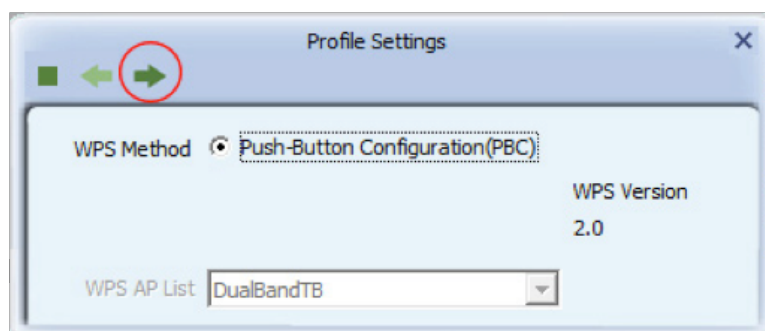 Profile Settings
WPS Method Push-Button Configuration(PBC)
WPS Version
2.0
WPS AP List DualBandTB